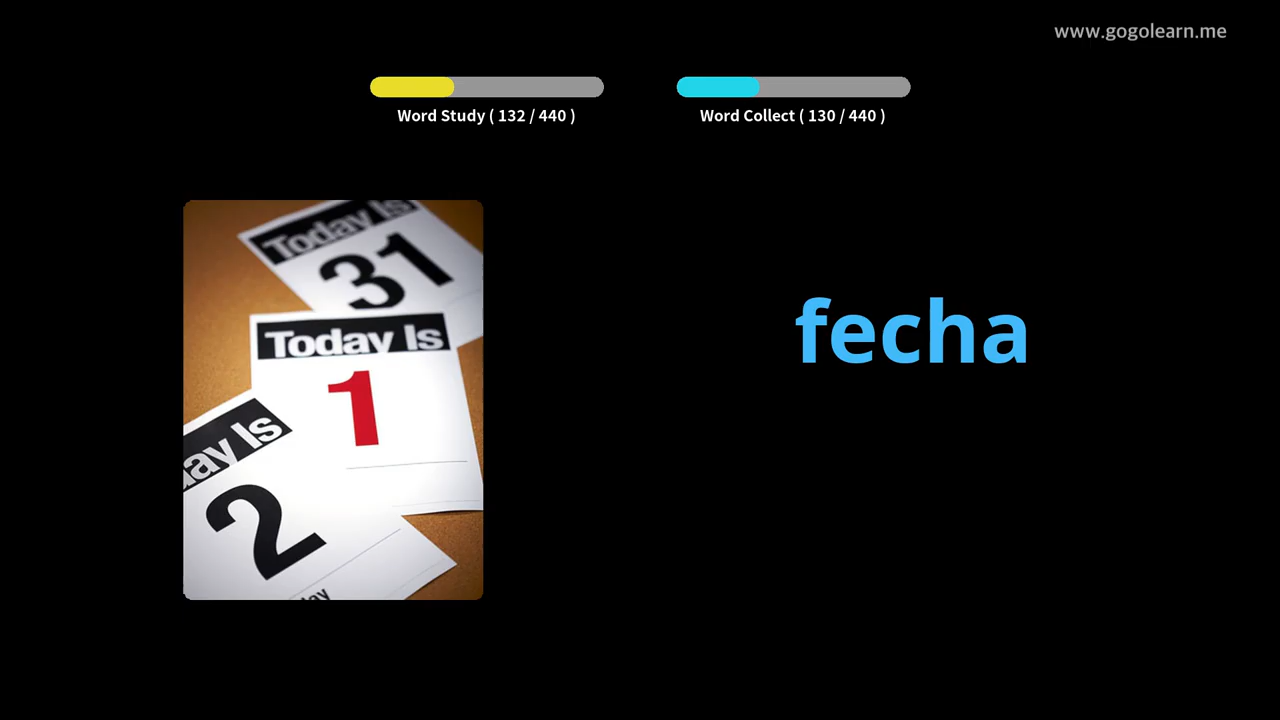 www.gogolearn.me
Word Study ( 132 / 440 )
Word Collect ( 130 / 440 )
Today Is
31
Today Is
1
ay Is
2
fecha